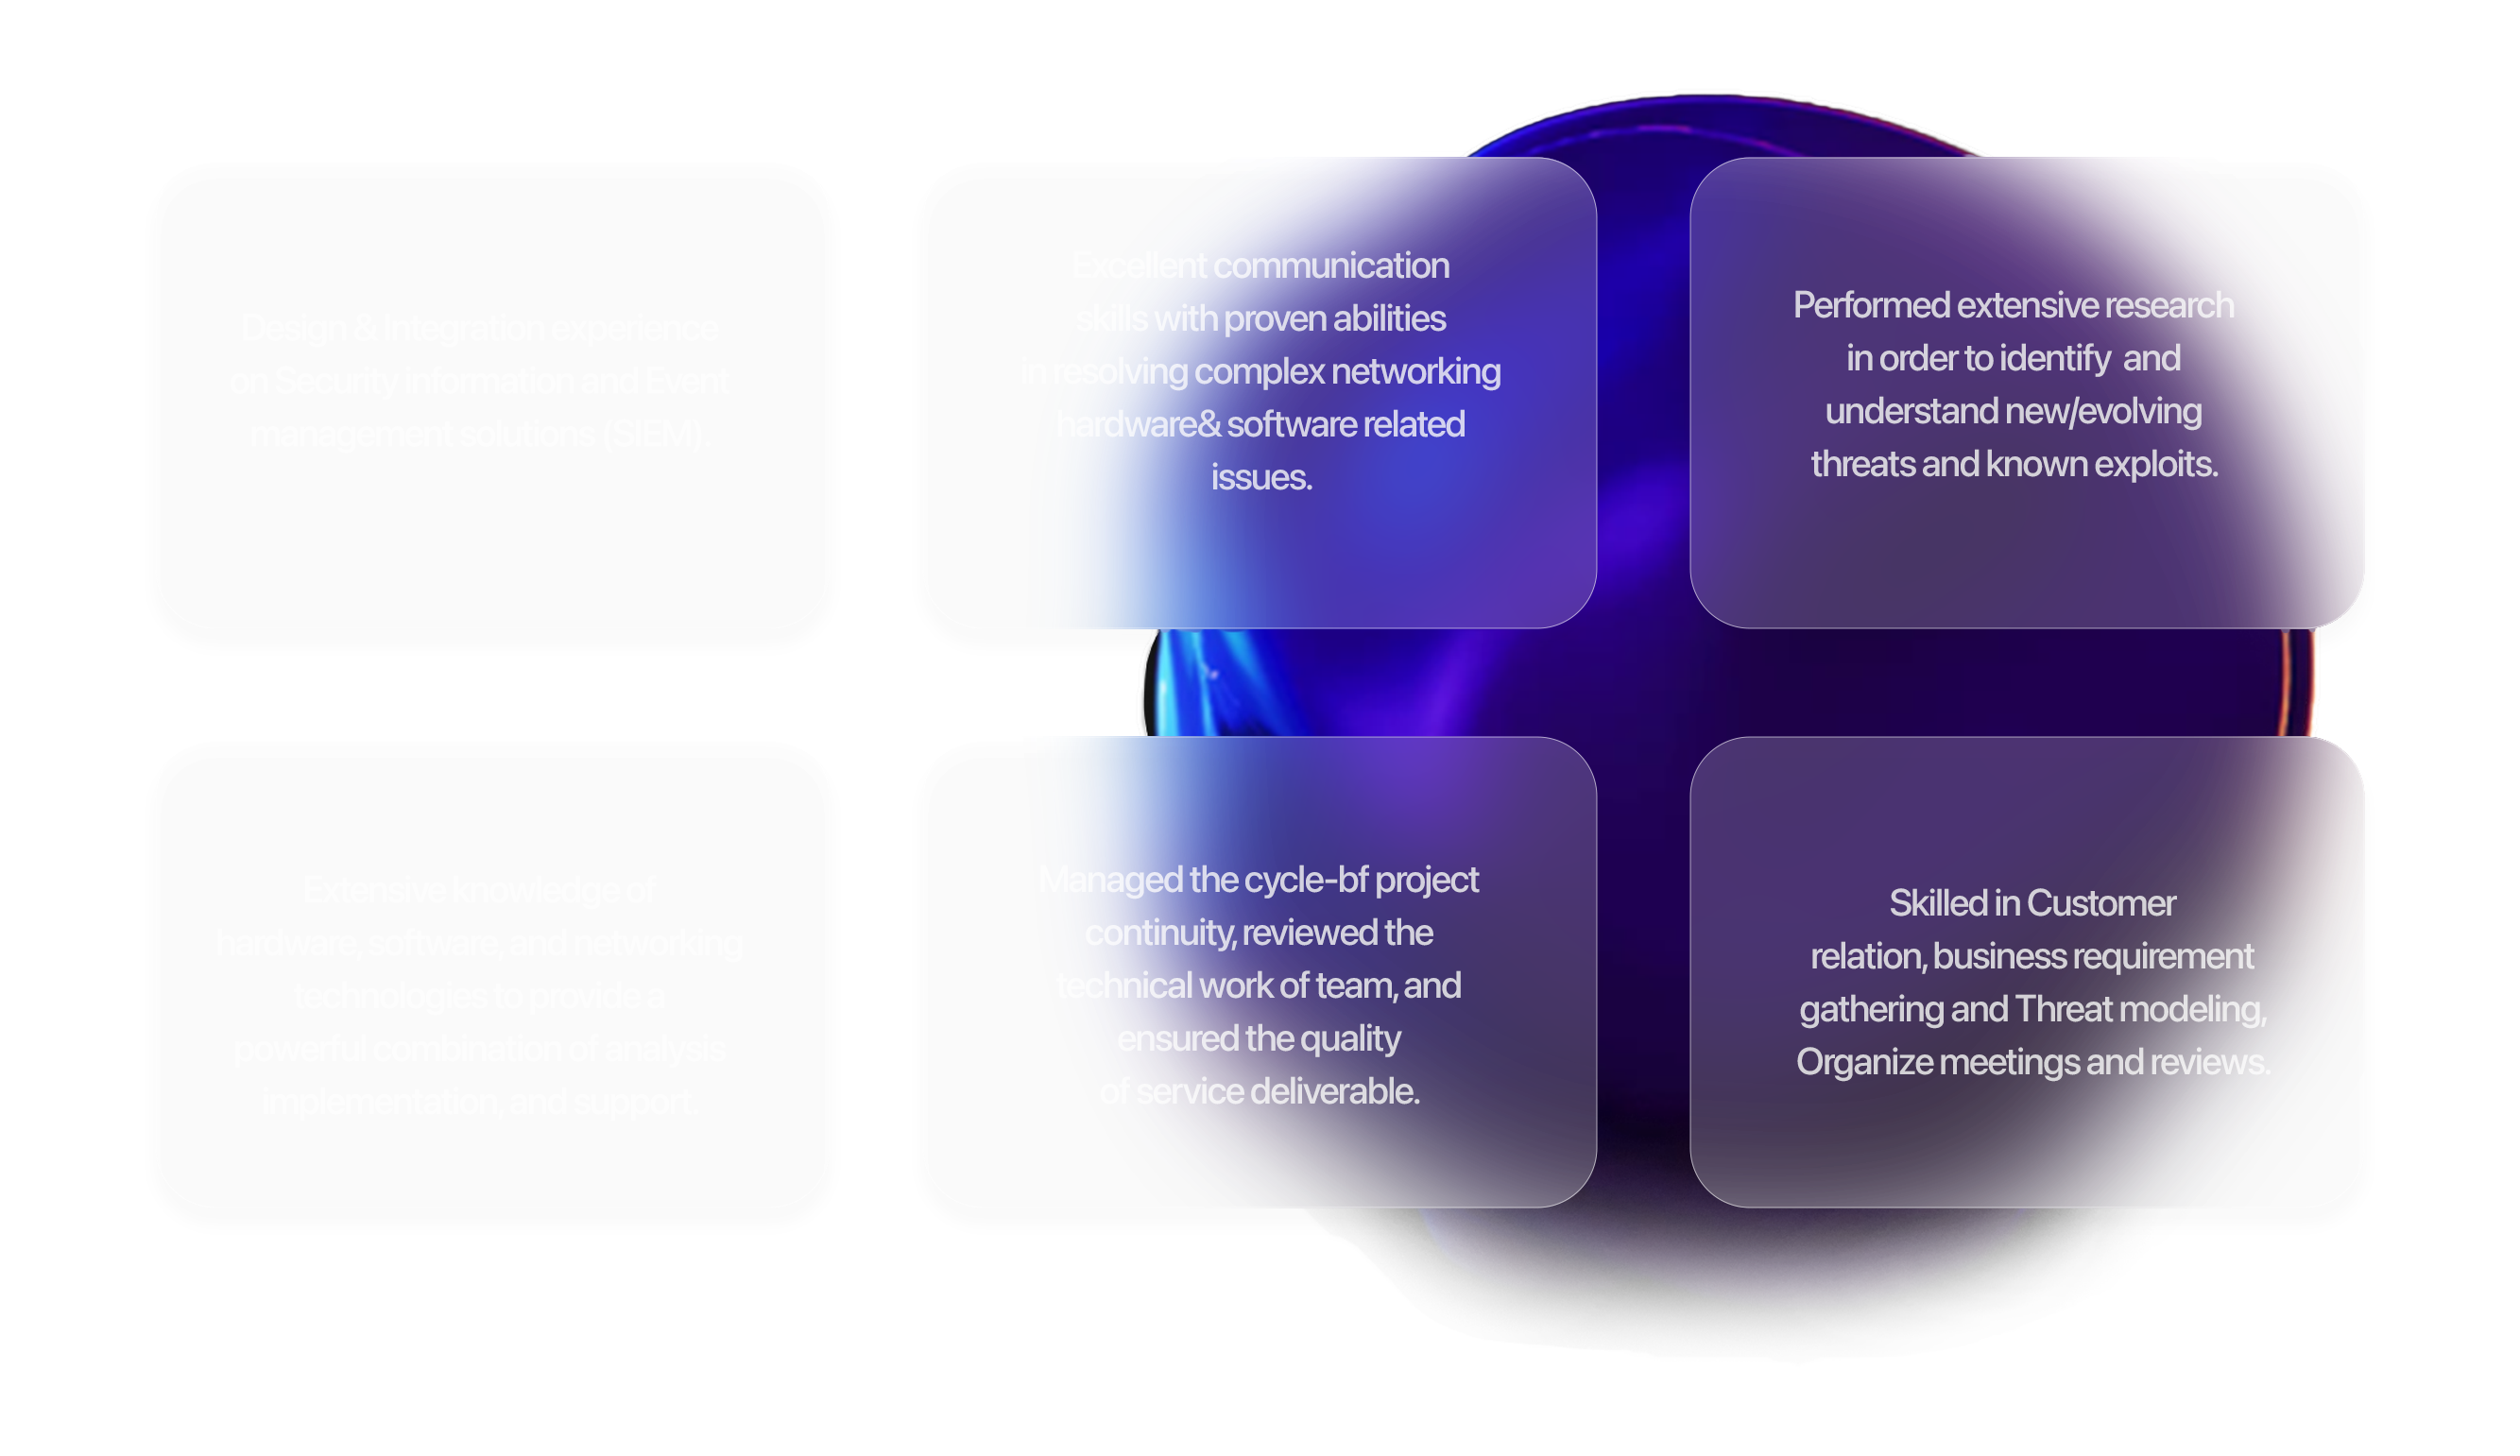 Design & Integration experience
on Security information and Event
management solutions (SIEM)
Excellent communication
skills with proven abilities
in resolving complex networking
hardware& software related
issues.
Performed extensive research
in order to identify  and
understand new/evolving
threats and known exploits.
Extensive knowledge of
hardware, software, and networking
technologies to provide a
powerful combination of analysis
implementation, and support.
Managed the cycle-bf project
continuity, reviewed the
technical work of team, and
ensured the quality
of service deliverable.
Skilled in Customer
relation, business requirement
gathering and Threat modeling,
Organize meetings and reviews.